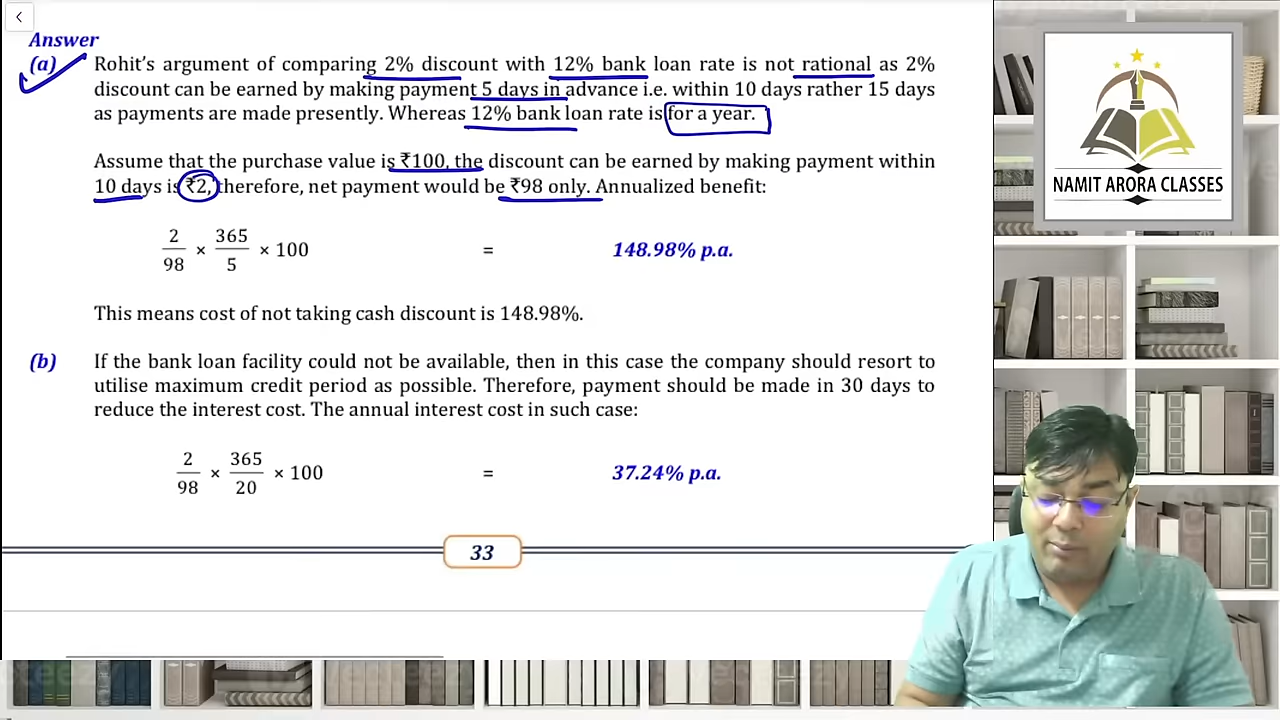 Answer
(a) Rohit’s argument of comparing 2% discount with 12% bank loan rate is not rational as 2%
discount can be earned by making payment 5 days in advance i.e. within 10 days rather 15 days
as payments are made presently. Whereas 12% bank loan rate is for a year.
Assume that the purchase value is ₹100, the discount can be earned by making payment within
10 days is ₹2, therefore, net payment would be ₹98 only. Annualized benefit:
2/98 × 365/5 × 100 = 148.98% p.a.
This means cost of not taking cash discount is 148.98%.
(b) If the bank loan facility could not be available, then in this case the company should resort to
utilise maximum credit period as possible. Therefore, payment should be made in 30 days to
reduce the interest cost. The annual interest cost in such case:
2/98 × 365/20 × 100 = 37.24% p.a.
33
NAMIT ARORA CLASSES